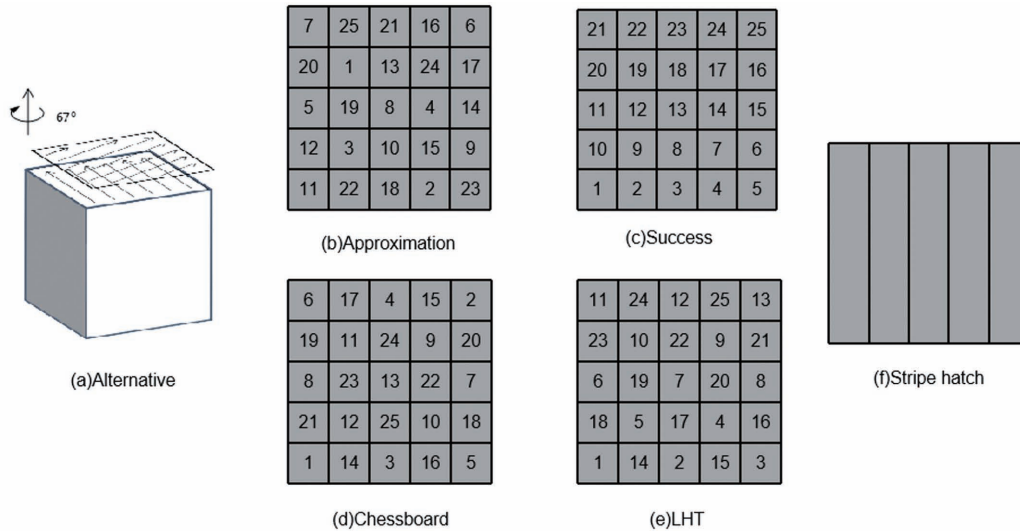 67°
(a)Alternative
7 25 21 16 6
20 1 13 24 17
5 19 8 4 14
12 3 10 15 9
11 22 18 2 23
(b)Approximation
21 22 23 24 25
20 19 18 17 16
11 12 13 14 15
10 9 8 7 6
1 2 3 4 5
(c)Success
6 17 4 15 2
19 11 24 9 20
8 23 13 22 7
21 12 25 10 18
1 14 3 16 5
(d)Chessboard
11 24 12 25 13
23 10 22 9 21
6 19 7 20 8
18 5 17 4 16
1 14 2 15 3
(e)LHT
(f)Stripe hatch